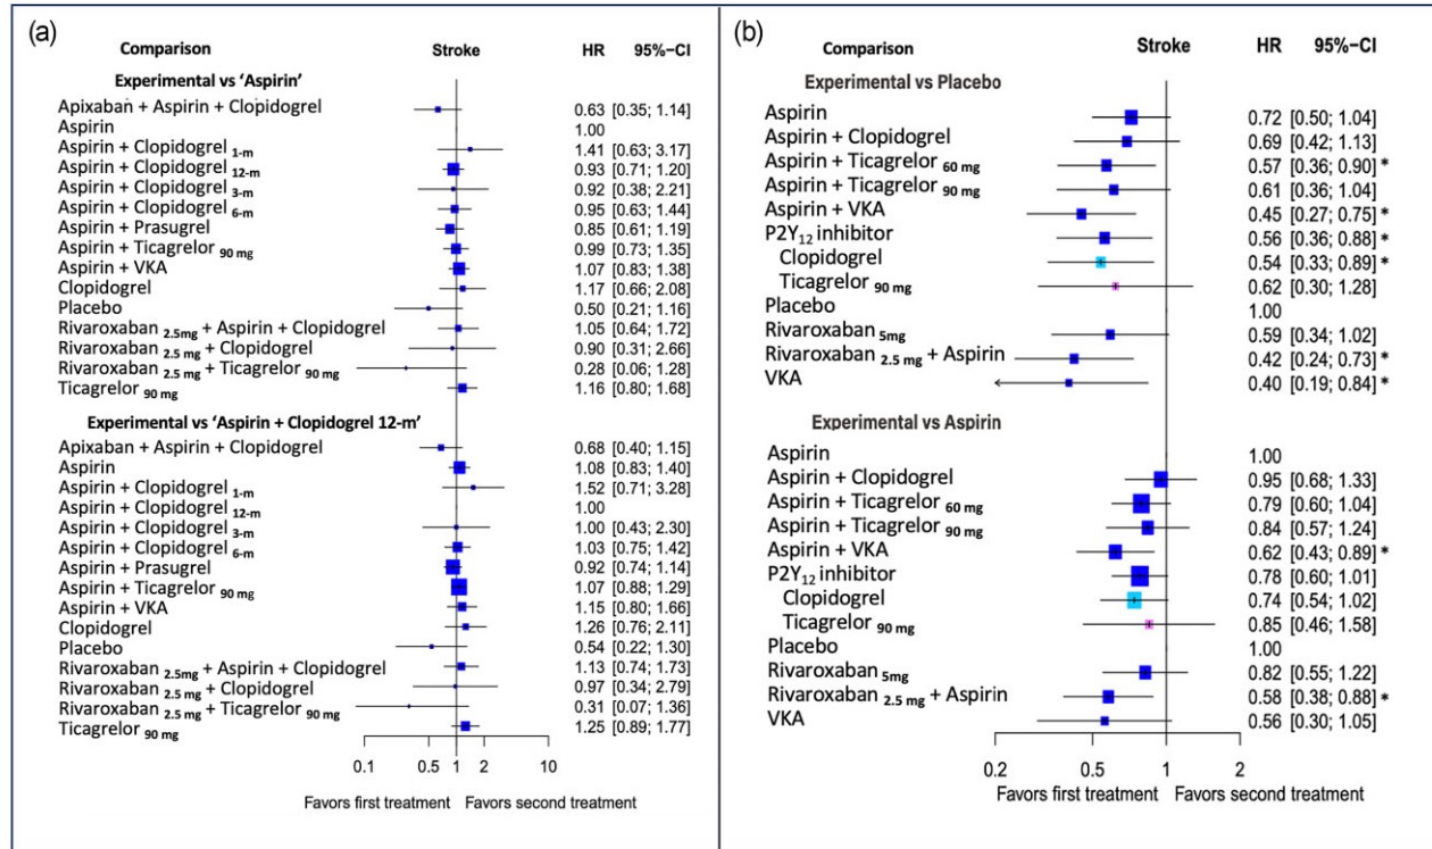 (a)
Comparison Stroke HR 95%−CI
Experimental vs ‘Aspirin’
Apixaban + Aspirin + Clopidogrel 0.63 [0.35; 1.14]
Aspirin 1.00
Aspirin + Clopidogrel 1-m 1.41 [0.63; 3.17]
Aspirin + Clopidogrel 12-m 0.93 [0.71; 1.20]
Aspirin + Clopidogrel 3-m 0.92 [0.38; 2.21]
Aspirin + Clopidogrel 6-m 0.95 [0.63; 1.44]
Aspirin + Prasugrel 0.85 [0.61; 1.19]
Aspirin + Ticagrelor 90 mg 0.99 [0.73; 1.35]
Aspirin + VKA 1.07 [0.83; 1.38]
Clopidogrel 1.17 [0.66; 2.08]
Placebo 0.50 [0.21; 1.16]
Rivaroxaban 2.5mg + Aspirin + Clopidogrel 1.05 [0.64; 1.72]
Rivaroxaban 2.5 mg + Clopidogrel 0.90 [0.31; 2.66]
Rivaroxaban 2.5 mg + Ticagrelor 90 mg 0.28 [0.06; 1.28]
Ticagrelor 90 mg 1.16 [0.80; 1.68]
Experimental vs ‘Aspirin + Clopidogrel 12-m’
Apixaban + Aspirin + Clopidogrel 0.68 [0.40; 1.15]
Aspirin 1.08 [0.83; 1.40]
Aspirin + Clopidogrel 1-m 1.52 [0.71; 3.28]
Aspirin + Clopidogrel 12-m 1.00
Aspirin + Clopidogrel 3-m 1.00 [0.43; 2.30]
Aspirin + Clopidogrel 6-m 1.03 [0.75; 1.42]
Aspirin + Prasugrel 0.92 [0.74; 1.14]
Aspirin + Ticagrelor 90 mg 1.07 [0.88; 1.29]
Aspirin + VKA 1.15 [0.80; 1.66]
Clopidogrel 1.26 [0.76; 2.11]
Placebo 0.54 [0.22; 1.30]
Rivaroxaban 2.5mg + Aspirin + Clopidogrel 1.13 [0.74; 1.73]
Rivaroxaban 2.5 mg + Clopidogrel 0.97 [0.34; 2.79]
Rivaroxaban 2.5 mg + Ticagrelor 90 mg 0.31 [0.07; 1.36]
Ticagrelor 90 mg 1.25 [0.89; 1.77]
0.1 0.5 1 2 10
Favors first treatment Favors second treatment
(b)
Comparison Stroke HR 95%−CI
Experimental vs Placebo
Aspirin 0.72 [0.50; 1.04]
Aspirin + Clopidogrel 0.69 [0.42; 1.13]
Aspirin + Ticagrelor 60 mg 0.57 [0.36; 0.90] *
Aspirin + Ticagrelor 90 mg 0.61 [0.36; 1.04]
Aspirin + VKA 0.45 [0.27; 0.75] *
P2Y12 inhibitor 0.56 [0.36; 0.88] *
Clopidogrel 0.54 [0.33; 0.89] *
Ticagrelor 90 mg 0.62 [0.30; 1.28]
Placebo 1.00
Rivaroxaban 5mg 0.59 [0.34; 1.02]
Rivaroxaban 2.5 mg + Aspirin 0.42 [0.24; 0.73] *
VKA 0.40 [0.19; 0.84] *
Experimental vs Aspirin
Aspirin 1.00
Aspirin + Clopidogrel 0.95 [0.68; 1.33]
Aspirin + Ticagrelor 60 mg 0.79 [0.60; 1.04]
Aspirin + Ticagrelor 90 mg 0.84 [0.57; 1.24]
Aspirin + VKA 0.62 [0.43; 0.89] *
P2Y12 inhibitor 0.78 [0.60; 1.01]
Clopidogrel 0.74 [0.54; 1.02]
Ticagrelor 90 mg 0.85 [0.46; 1.58]
Placebo 1.00
Rivaroxaban 5mg 0.82 [0.55; 1.22]
Rivaroxaban 2.5 mg + Aspirin 0.58 [0.38; 0.88] *
VKA 0.56 [0.30; 1.05]
0.2 0.5 1 2
Favors first treatment Favors second treatment